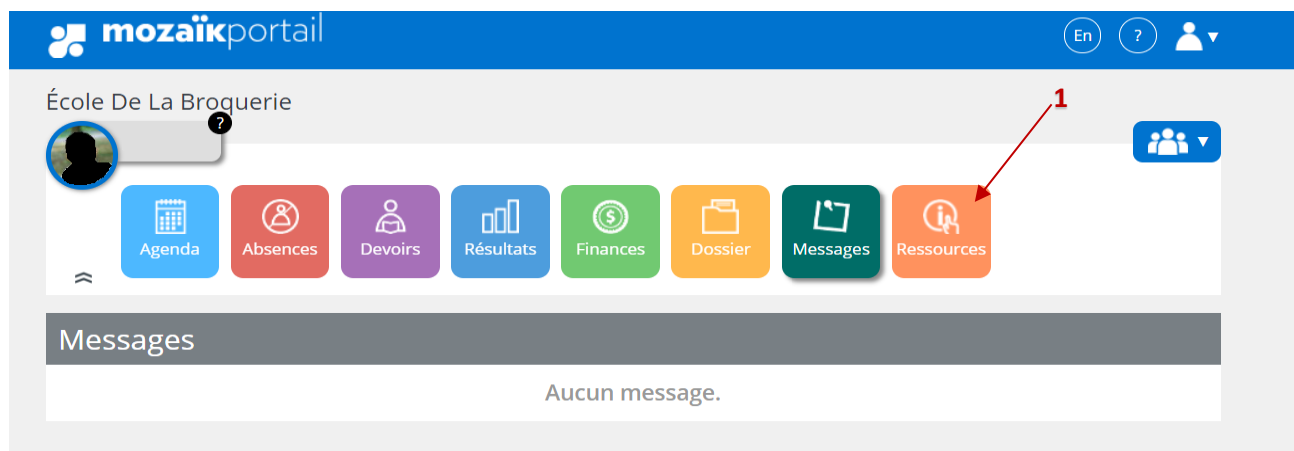 mozaïkportail
En ?
École De La Broquerie
1
?
Agenda Absences Devoirs Résultats Finances Dossier Messages Ressources
Messages
Aucun message.